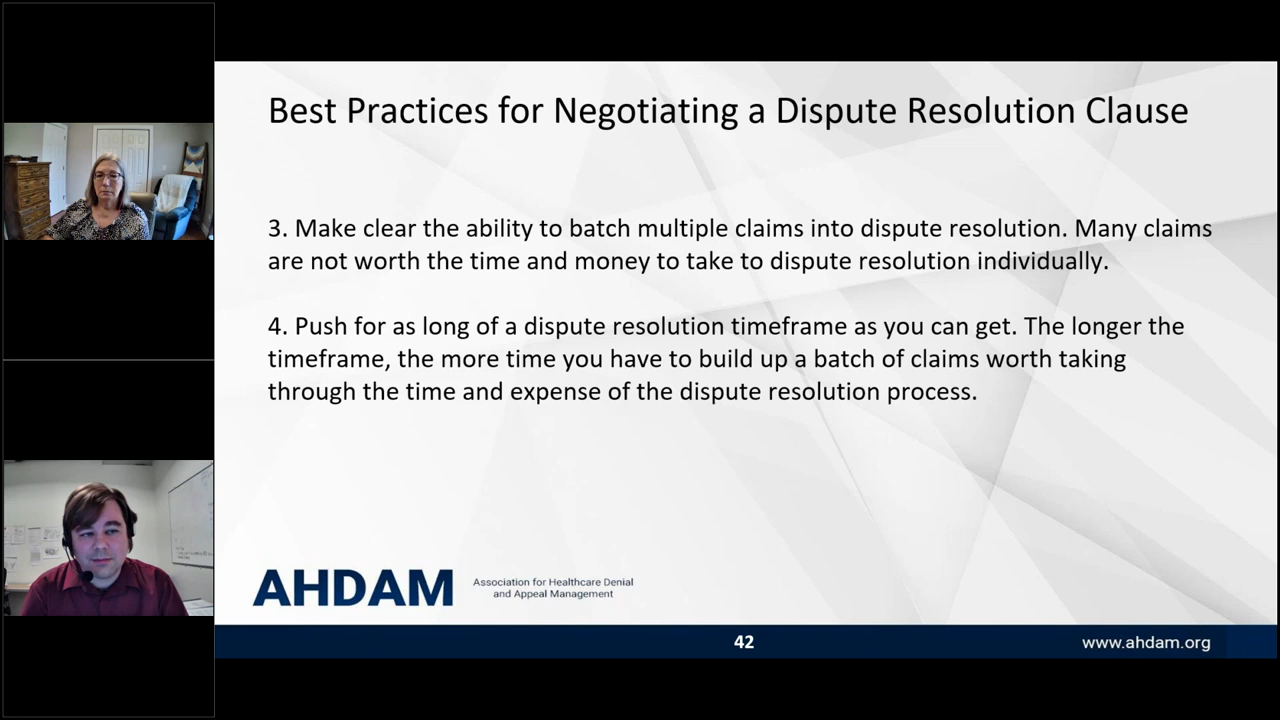 Best Practices for Negotiating a Dispute Resolution Clause
3. Make clear the ability to batch multiple claims into dispute resolution. Many claims
are not worth the time and money to take to dispute resolution individually.
4. Push for as long of a dispute resolution timeframe as you can get. The longer the
timeframe, the more time you have to build up a batch of claims worth taking
through the time and expense of the dispute resolution process.
AHDAM
Association for Healthcare Denial
and Appeal Management
42
www.ahdam.org